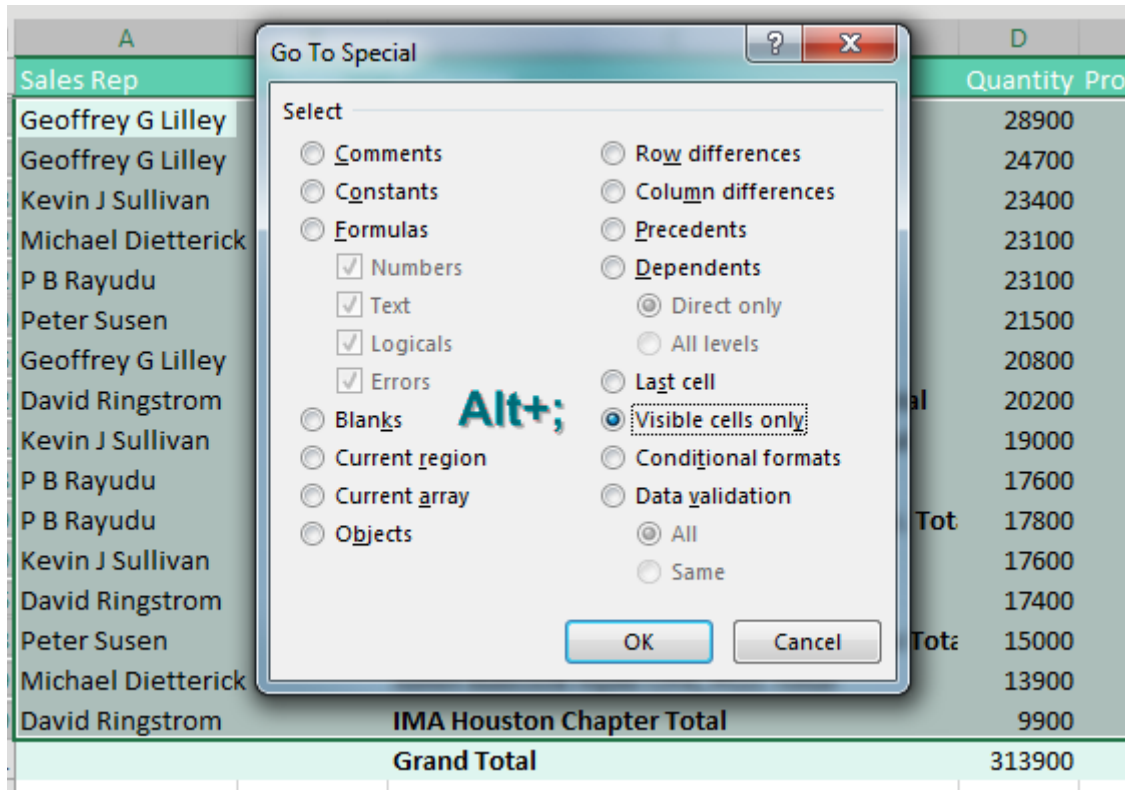 A D
Go To Special ?
Sales Rep Quantity Pro
Select
Geoffrey G Lilley 28900
Comments Row differences
Geoffrey G Lilley 24700
Constants Column differences
Kevin J Sullivan 23400
Formulas Precedents
Michael Dietterick 23100
Numbers Dependents
P B Rayudu 23100
Text Direct only
Peter Susen 21500
Logicals All levels
Geoffrey G Lilley 20800
Errors Last cell
David Ringstrom al 20200
Blanks Alt+; Visible cells only
Kevin J Sullivan 19000
Current region Conditional formats
P B Rayudu 17600
Current array Data validation
P B Rayudu Tot 17800
Objects All
Kevin J Sullivan 17600
Same
David Ringstrom 17400
Peter Susen Tota 15000
OK Cancel
Michael Dietterick 13900
David Ringstrom IMA Houston Chapter Total 9900
Grand Total 313900